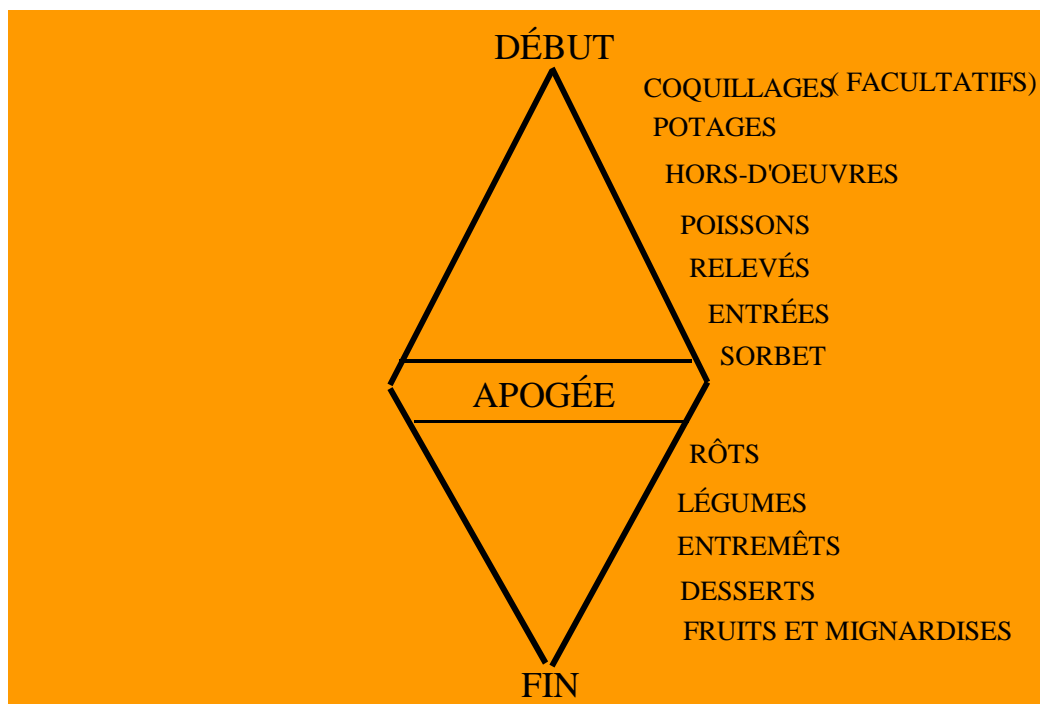 DÉBUT
COQUILLAGES( FACULTATIFS)
POTAGES
HORS-D'OEUVRES
POISSONS
RELEVÉS
ENTRÉES
SORBET
APOGÉE
RÔTS
LÉGUMES
ENTREMÊTS
DESSERTS
FRUITS ET MIGNARDISES
FIN